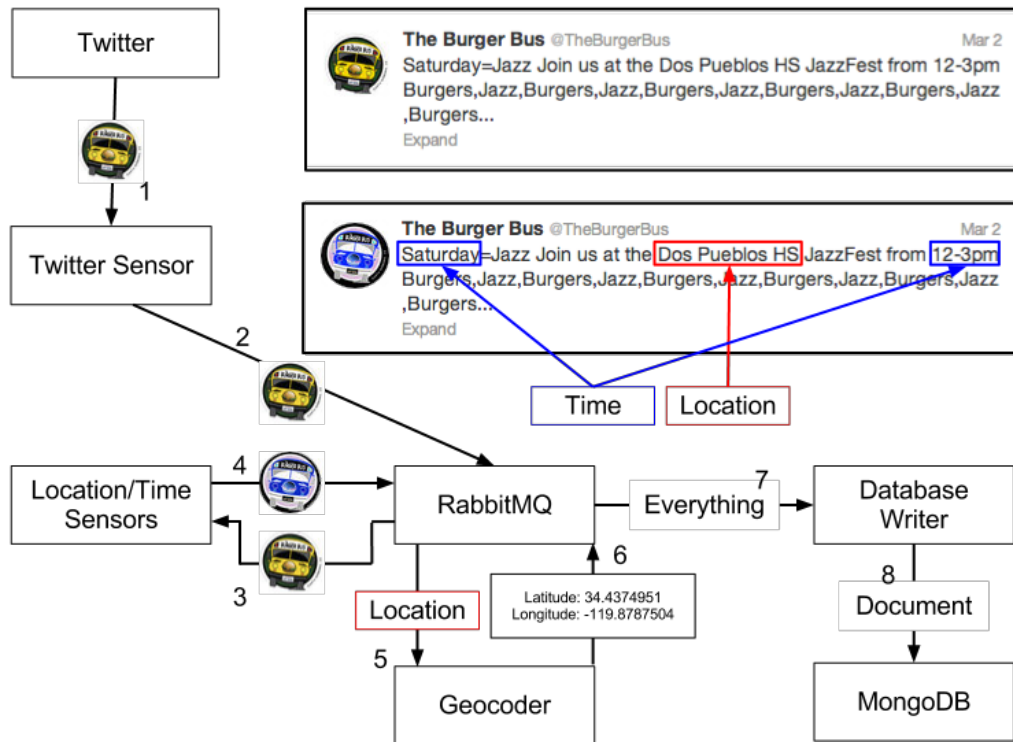 Twitter
The Burger Bus @TheBurgerBus Mar 2
Saturday=Jazz Join us at the Dos Pueblos HS JazzFest from 12-3pm
Burgers,Jazz,Burgers,Jazz,Burgers,Jazz,Burgers,Jazz,Burgers,Jazz
,Burgers...
Expand
1
Twitter Sensor
The Burger Bus @TheBurgerBus Mar 2
Saturday=Jazz Join us at the Dos Pueblos HS JazzFest from 12-3pm
Burgers,Jazz,Burgers,Jazz,Burgers,Jazz,Burgers,Jazz,Burgers,Jazz
,Burgers...
Expand
2
Time
Location
Location/Time
Sensors
4
3
RabbitMQ
Everything
7
Database
Writer
6
Latitude: 34.4374951
Longitude: -119.8787504
Location
5
Geocoder
8
Document
MongoDB